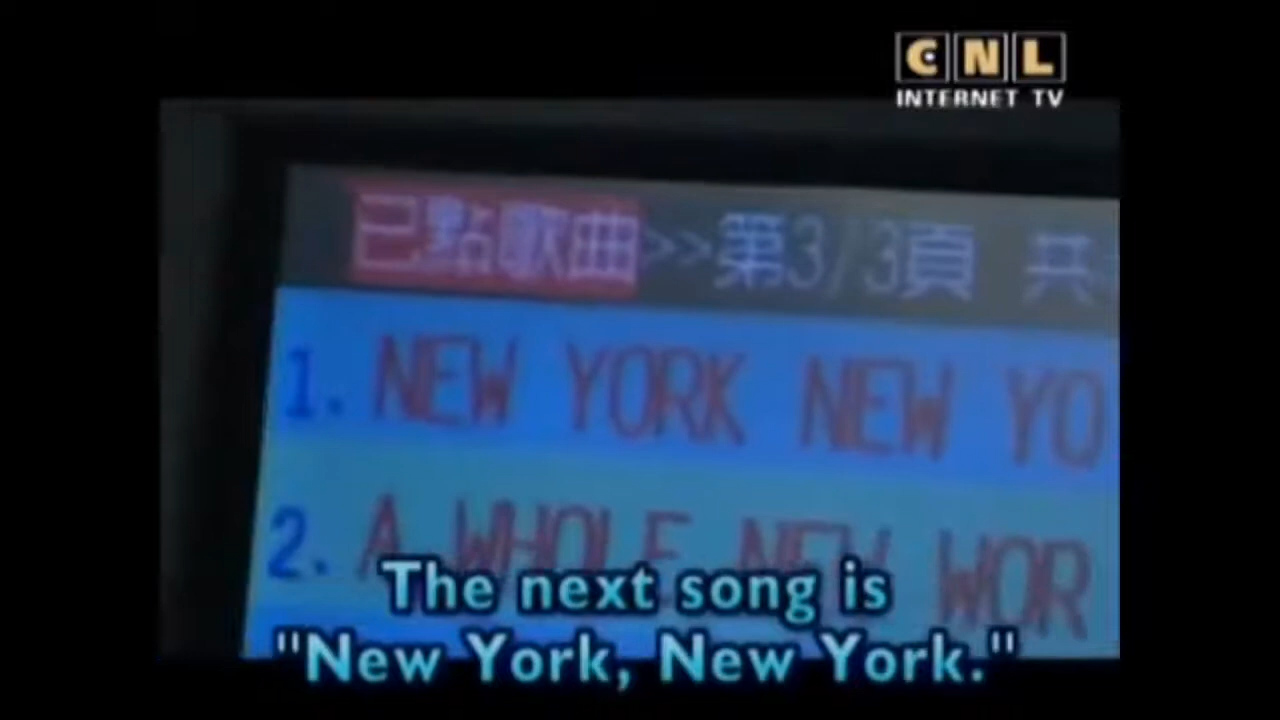 CNL
INTERNET TV
已點歌曲>>第3/3頁 共
1. NEW YORK NEW YO
2. A WHOLE NEW WOR
The next song is
"New York, New York."